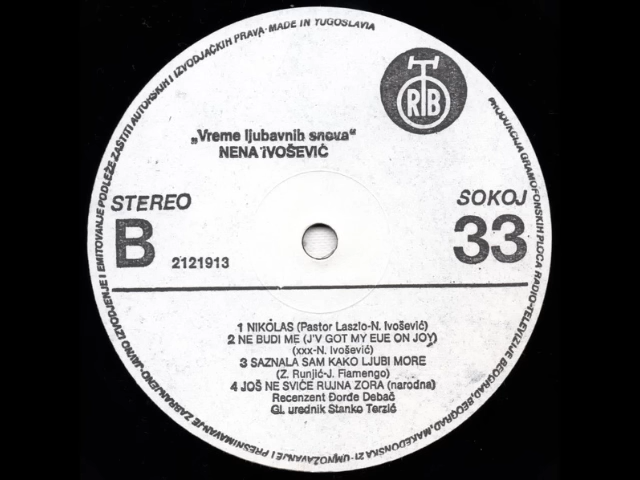 UMNOŽAVANJE I PRESNIMAVANJE ZABRANJENO-JAVNO IZVODJENJE I EMITOVANJE PODLEŽE ZAŠTITI AUTORSKIH I IZVODJAČKIH PRAVA-MADE IN YUGOSLAVIA
RTB
PRODUKCIJA GRAMOFONSKIH PLOČA RADIO-TELEVIZIJE BEOGRAD, BEOGRAD, MAKEDONSKA 21-
„Vreme ljubavnih snova“
NENA IVOŠEVIĆ
STEREO
SOKOJ
B
33
2121913
1 NIKOLAS (Pastor Laszlo-N. Ivošević)
2 NE BUDI ME (J'V GOT MY EUE ON JOY)
(xxx-N. Ivošević)
3 SAZNALA SAM KAKO LJUBI MORE
(Z. Runjić-J. Fiamengo)
4 JOŠ NE SVIĆE RUJNA ZORA (narodna)
Recenzent Đorđe Debač
Gl. urednik Stanko Terzić